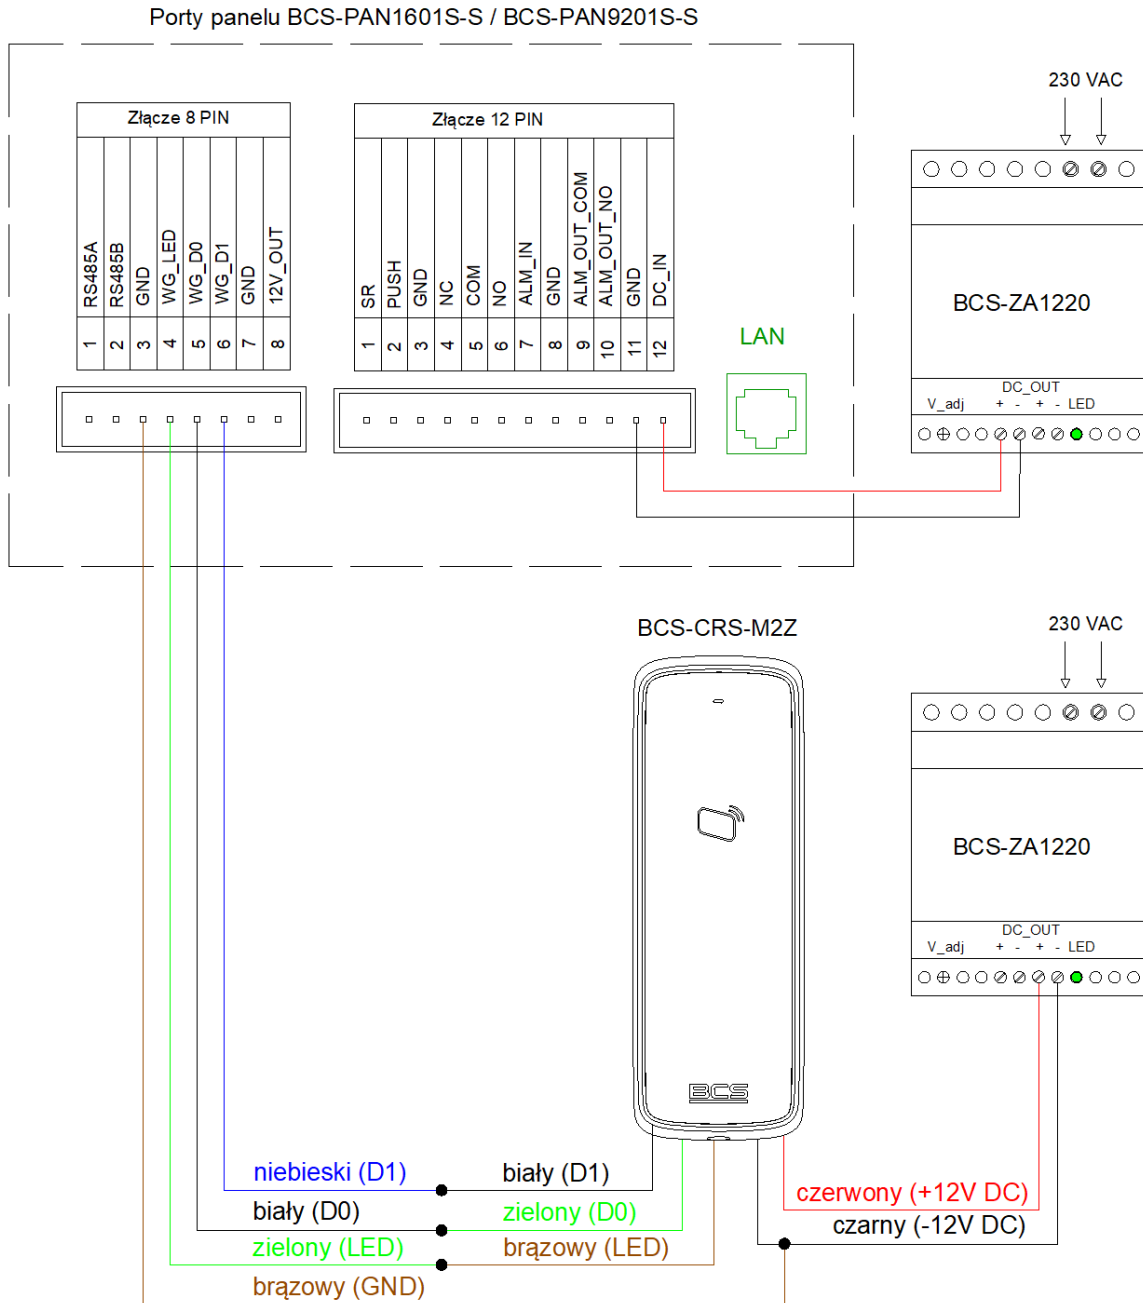 Porty panelu BCS-PAN1601S-S / BCS-PAN9201S-S
230 VAC
Złącze 8 PIN
Złącze 12 PIN
RS485A
RS485B
GND
WG_LED
WG_D0
WG_D1
GND
12V_OUT
1 2 3 4 5 6 7 8
SR
PUSH
GND
NC
COM
NO
ALM_IN
GND
ALM_OUT_COM
ALM_OUT_NO
GND
DC_IN
1 2 3 4 5 6 7 8 9 10 11 12
LAN
BCS-ZA1220
DC_OUT
V_adj + - + - LED
BCS-CRS-M2Z
230 VAC
BCS-ZA1220
DC_OUT
V_adj + - + - LED
BCS
niebieski (D1)
biały (D1)
biały (D0)
zielony (D0)
zielony (LED)
brązowy (LED)
brązowy (GND)
czerwony (+12V DC)
czarny (-12V DC)